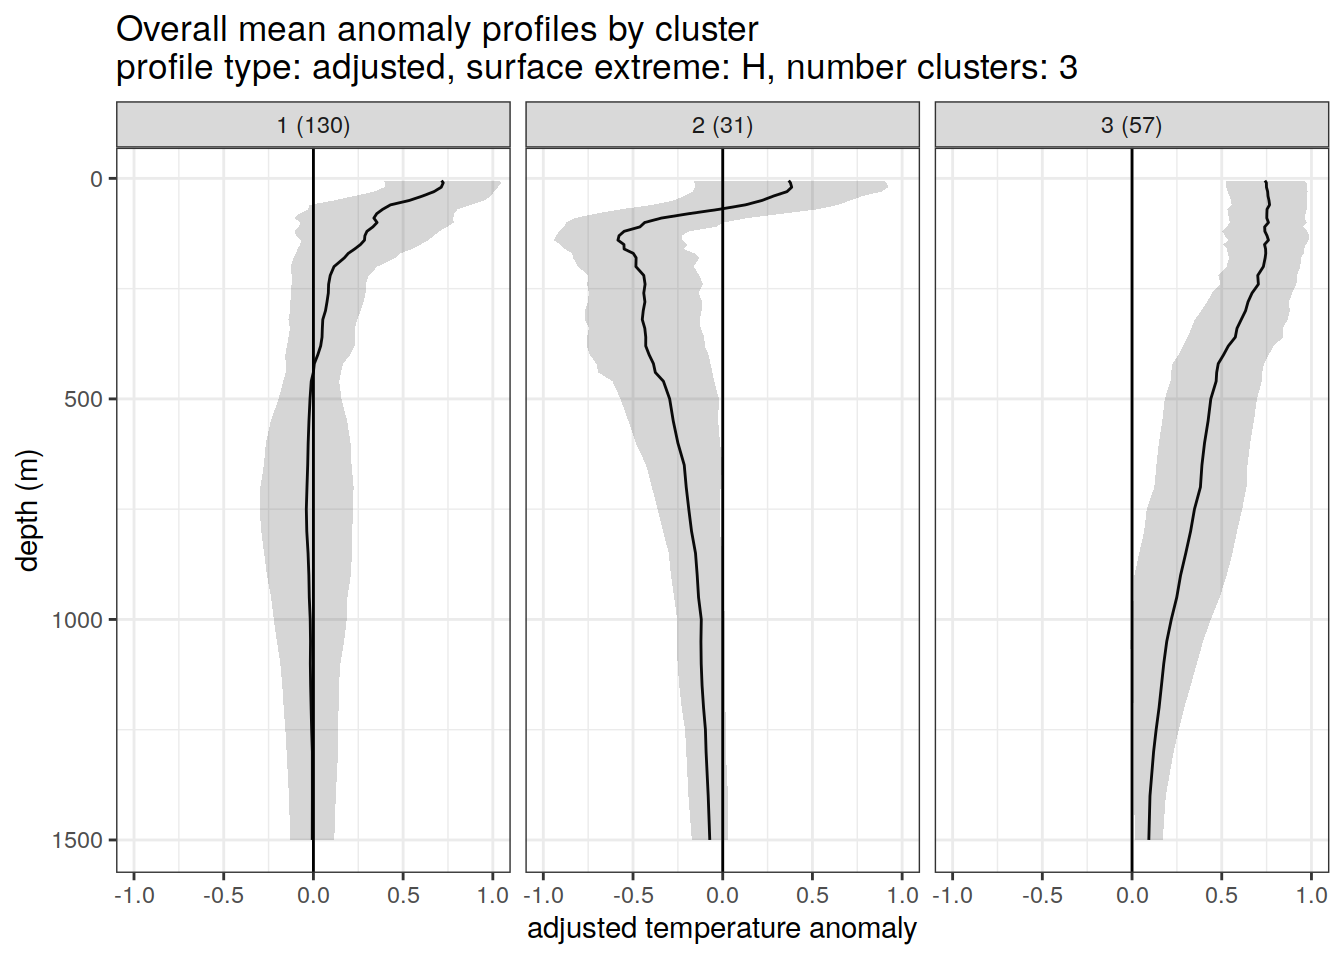 Overall mean anomaly profiles by cluster
profile type: adjusted, surface extreme: H, number clusters: 3
1 (130)
2 (31)
3 (57)
0
500
1000
1500
depth (m)
-1.0 -0.5 0.0 0.5 1.0
-1.0 -0.5 0.0 0.5 1.0
-1.0 -0.5 0.0 0.5 1.0
adjusted temperature anomaly